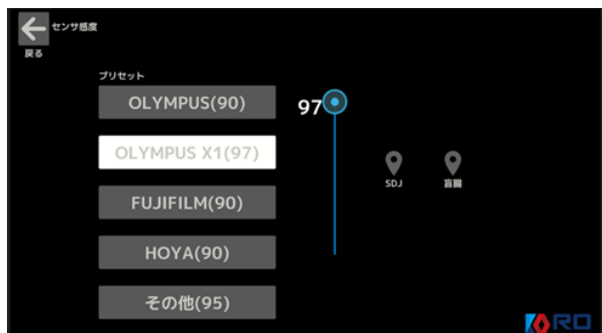 センサ感度
戻る
プリセット
OLYMPUS(90)
97
OLYMPUS X1(97)
SDJ
盲腸
FUJIFILM(90)
HOYA(90)
その他(95)
RO